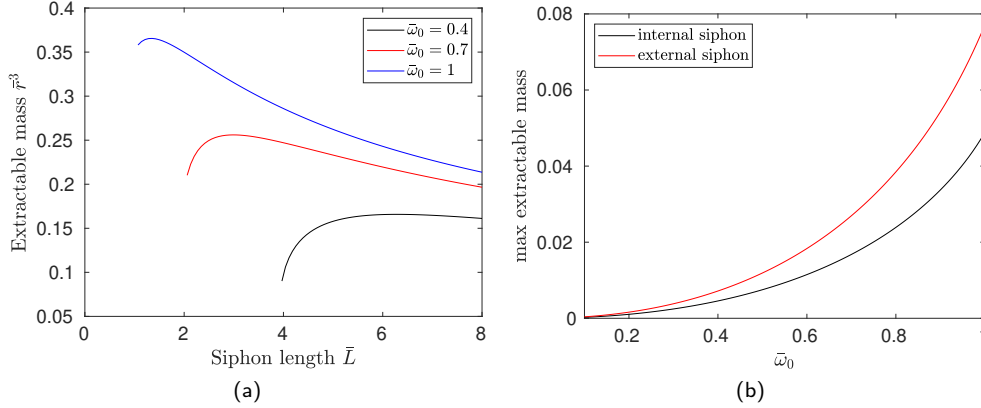 0.4
0.35
0.3
0.25
0.2
0.15
0.1
0.05
Extractable mass r̄³
ω̄₀ = 0.4
ω̄₀ = 0.7
ω̄₀ = 1
0 2 4 6 8
Siphon length L̄
(a)
0.08
0.06
0.04
0.02
0
max extractable mass
internal siphon
external siphon
0.2 0.4 0.6 0.8 1
ω̄₀
(b)